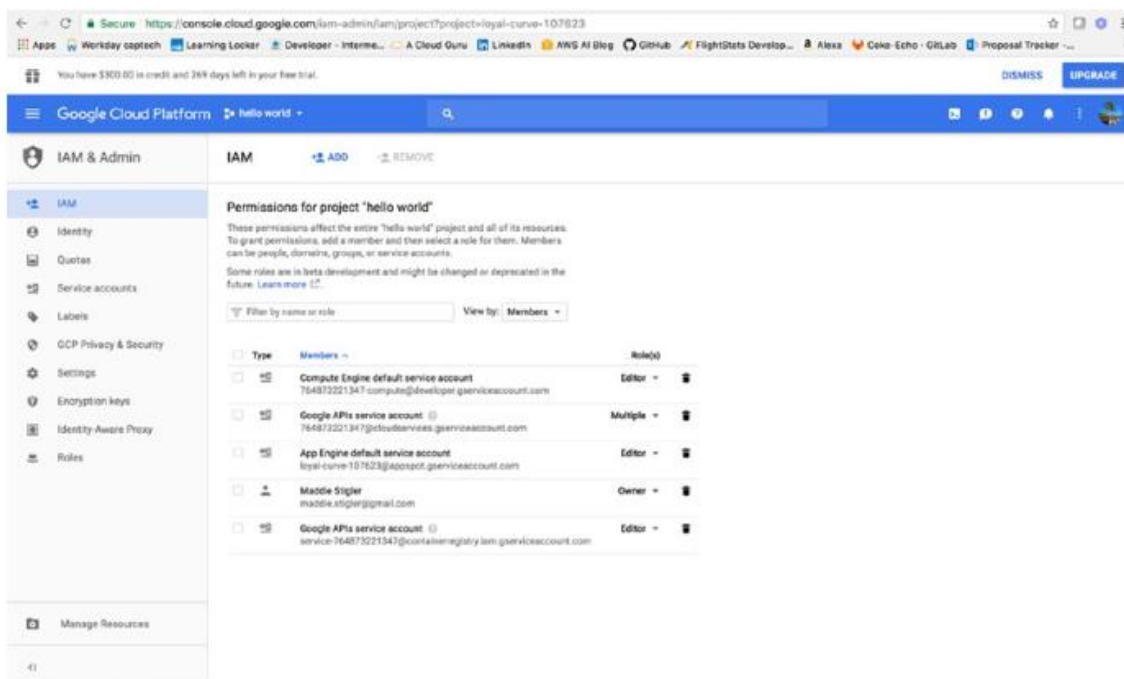 Secure https://console.cloud.google.com/iam-admin/iam/project?project=loyal-curve-107623
Apps Workday captech Learning Locker Developer - Interme... A Cloud Guru LinkedIn AWS AI Blog GitHub FlightStats Develop... Alexa Coke-Echo · GitLab Proposal Tracker -...
You have $300.00 in credit and 269 days left in your free trial. DISMISS UPGRADE
Google Cloud Platform hello world
IAM & Admin
IAM
Identity
Quotas
Service accounts
Labels
GCP Privacy & Security
Settings
Encryption keys
Identity-Aware Proxy
Roles
Manage Resources
IAM ADD REMOVE
Permissions for project "hello world"
These permissions affect the entire "hello world" project and all of its resources.
To grant permissions, add a member and then select a role for them. Members
can be people, domains, groups, or service accounts.
Some roles are in beta development and might be changed or deprecated in the
future. Learn more
Filter by name or role View by: Members
Type Members Role(s)
Compute Engine default service account Editor
764873221347-compute@developer.gserviceaccount.com
Google APIs service account Multiple
764873221347@cloudservices.gserviceaccount.com
App Engine default service account Editor
loyal-curve-107623@appspot.gserviceaccount.com
Maddie Stigler Owner
maddie.stigler@gmail.com
Google APIs service account Editor
service-764873221347@containerregistry.iam.gserviceaccount.com